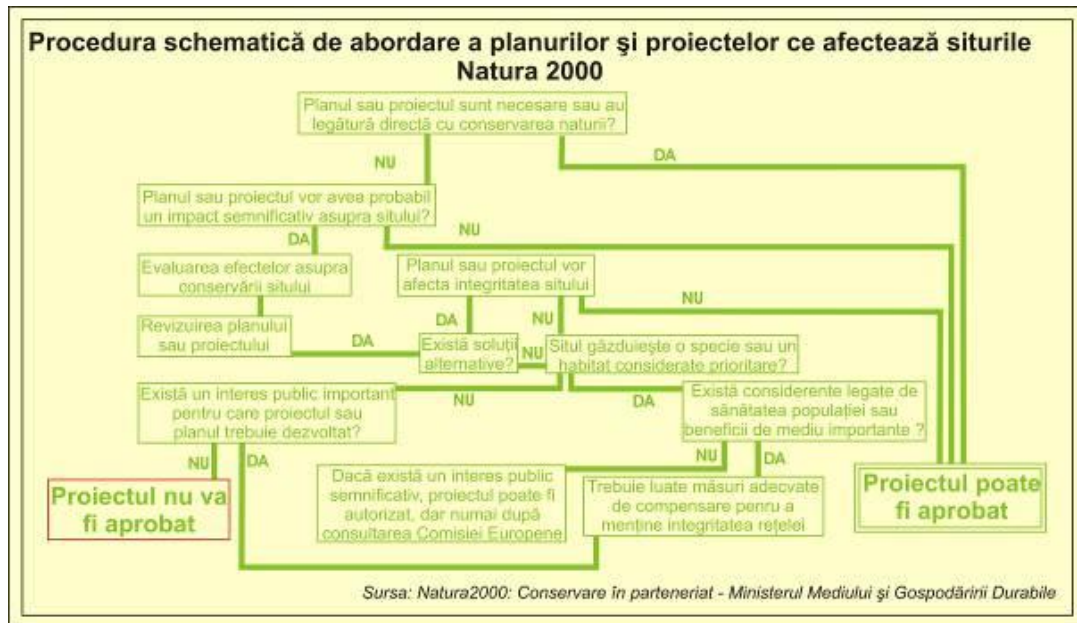 Procedura schematică de abordare a planurilor şi proiectelor ce afectează siturile
Natura 2000
Planul sau proiectul sunt necesare sau au
legătură directă cu conservarea naturii?
NU
DA
Planul sau proiectul vor avea probabil
un impact semnificativ asupra sitului?
DA
NU
Evaluarea efectelor asupra
conservării sitului
Planul sau proiectul vor
afecta integritatea sitului
NU
Revizuirea planului
sau proiectului
DA
DA
NU
Există soluţii
alternative?
NU
Situl găzduieşte o specie sau un
habitat considerate prioritare?
Există un interes public important
pentru care proiectul sau
planul trebuie dezvoltat?
NU
DA
Există considerente legate de
sănătatea populaţiei sau
beneficii de mediu importante ?
NU
DA
NU
DA
Proiectul nu va
fi aprobat
Dacă există un interes public
semnificativ, proiectul poate fi
autorizat, dar numai după
consultarea Comisiei Europene
Trebuie luate măsuri adecvate
de compensare penru a
menţine integritatea reţelei
Proiectul poate
fi aprobat
Sursa: Natura2000: Conservare în parteneriat - Ministerul Mediului şi Gospodăririi Durabile